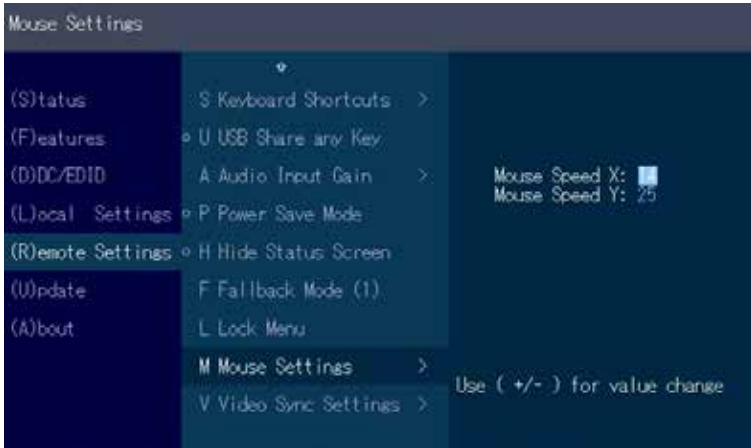 Mouse Settings
(S)tatus
(F)eatures
(D)DC/EDID
(L)ocal Settings
(R)emote Settings
(U)pdate
(A)bout
S Keyboard Shortcuts >
U USB Share any Key
A Audio Input Gain >
P Power Save Mode
H Hide Status Screen
F Fallback Mode (1)
L Lock Menu
M Mouse Settings >
V Video Sync Settings >
Mouse Speed X: 14
Mouse Speed Y: 25
Use ( +/- ) for value change